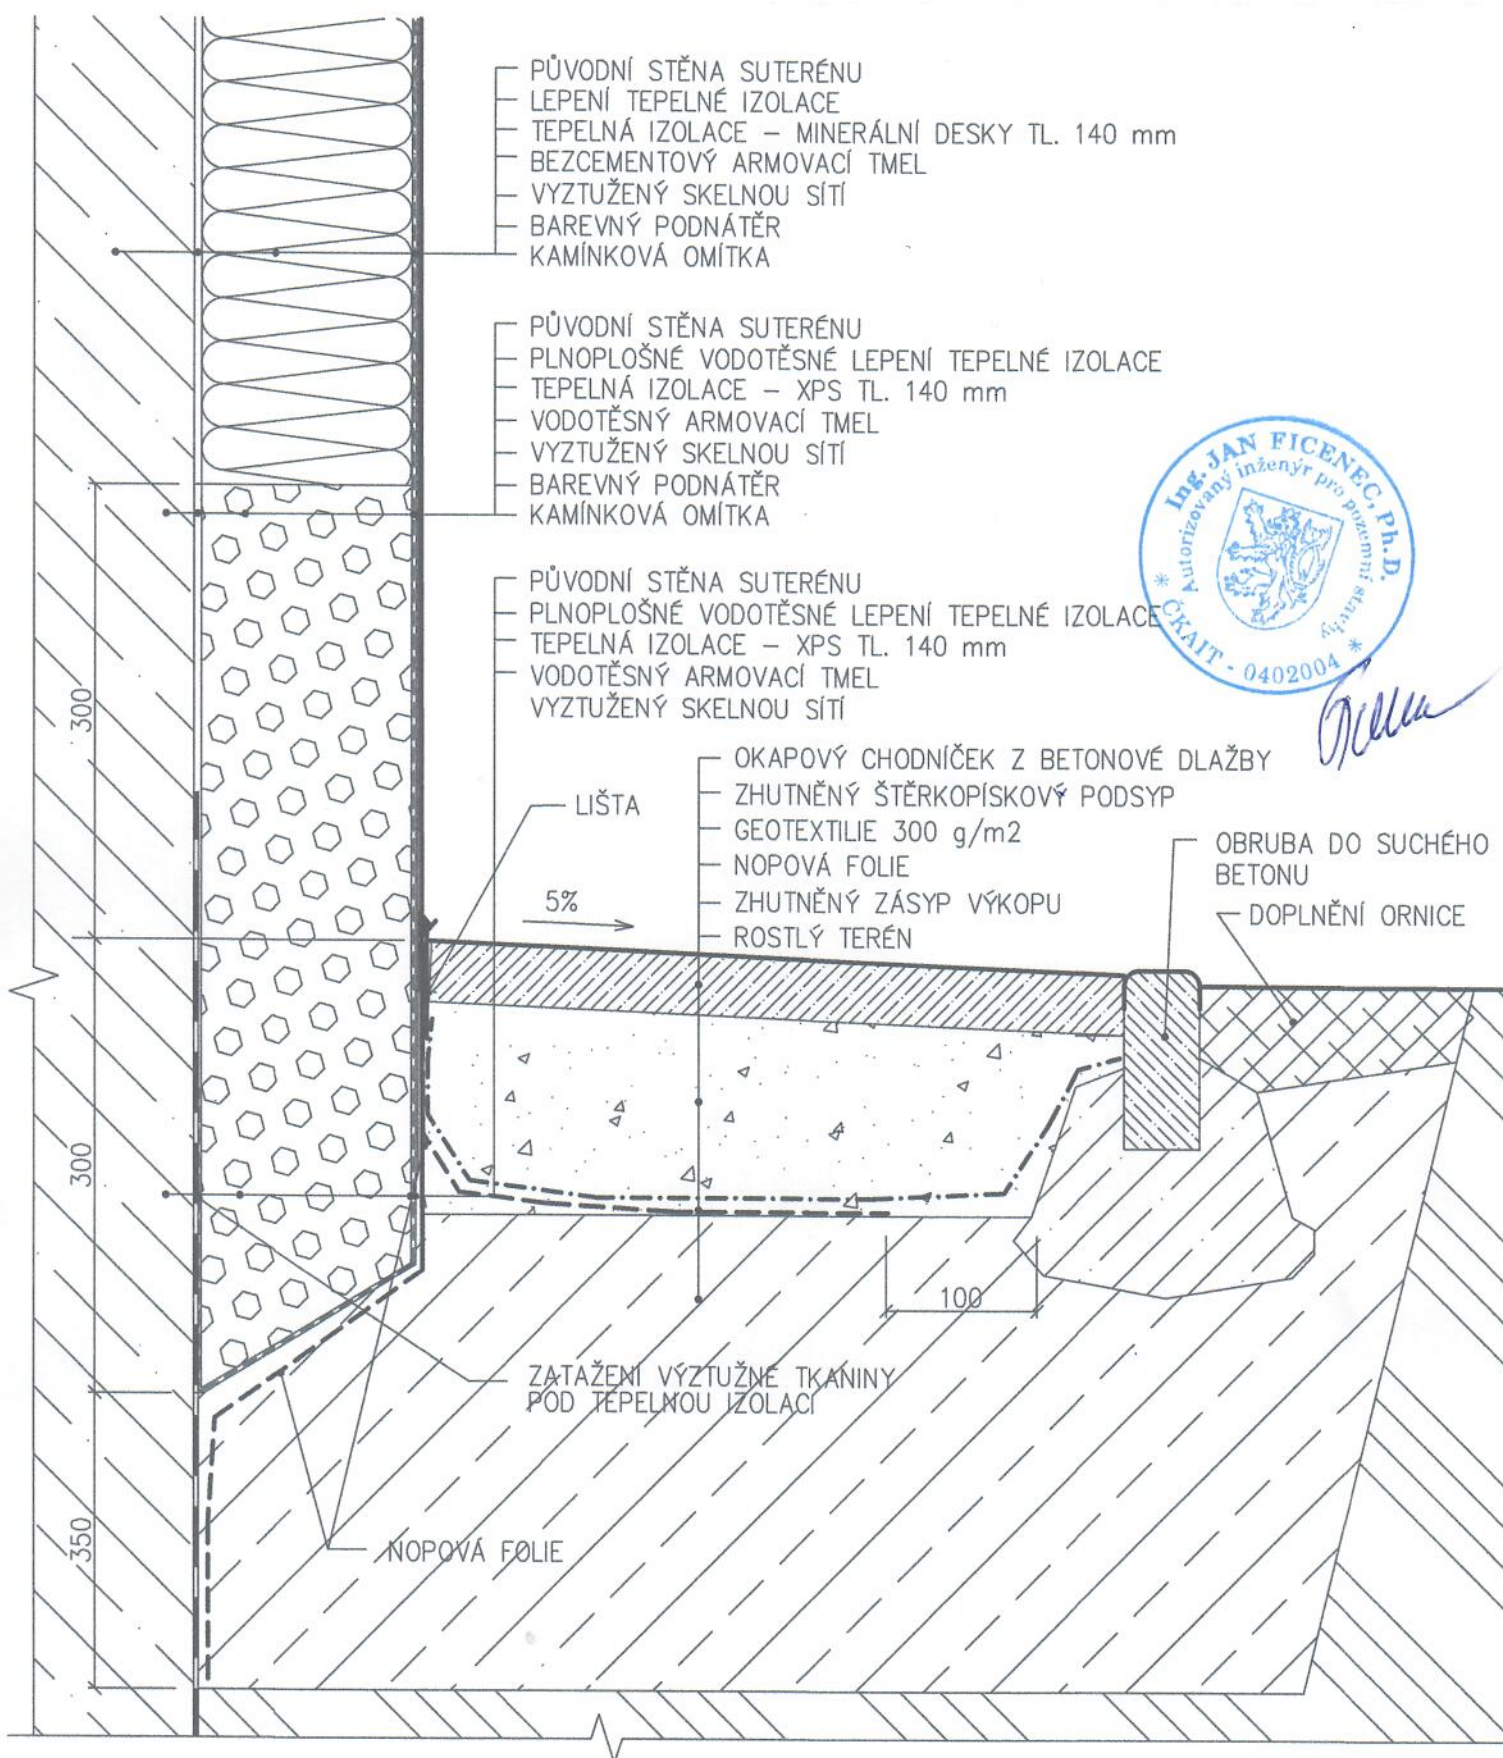 PŮVODNÍ STĚNA SUTERÉNU
LEPENÍ TEPELNÉ IZOLACE
TEPELNÁ IZOLACE – MINERÁLNÍ DESKY TL. 140 mm
BEZCEMENTOVÝ ARMOVACÍ TMEL
VYZTUŽENÝ SKELNOU SÍTÍ
BAREVNÝ PODNÁTĚR
KAMÍNKOVÁ OMÍTKA
PŮVODNÍ STĚNA SUTERÉNU
PLNOPLOŠNÉ VODOTĚSNÉ LEPENÍ TEPELNÉ IZOLACE
TEPELNÁ IZOLACE – XPS TL. 140 mm
VODOTĚSNÝ ARMOVACÍ TMEL
VYZTUŽENÝ SKELNOU SÍTÍ
BAREVNÝ PODNÁTĚR
KAMÍNKOVÁ OMÍTKA
Ing. JAN FICENEC, Ph.D.
Autorizovaný inženýr pro pozemní stavby
* ČKAIT - 0402004 *
PŮVODNÍ STĚNA SUTERÉNU
PLNOPLOŠNÉ VODOTĚSNÉ LEPENÍ TEPELNÉ IZOLACE
TEPELNÁ IZOLACE – XPS TL. 140 mm
VODOTĚSNÝ ARMOVACÍ TMEL
VYZTUŽENÝ SKELNOU SÍTÍ
300
OKAPOVÝ CHODNÍČEK Z BETONOVÉ DLAŽBY
ZHUTNĚNÝ ŠTĚRKOPÍSKOVÝ PODSYP
GEOTEXTILIE 300 g/m2
NOPOVÁ FOLIE
ZHUTNĚNÝ ZÁSYP VÝKOPU
ROSTLÝ TERÉN
LIŠTA
5%
OBRUBA DO SUCHÉHO
BETONU
DOPLNĚNÍ ORNICE
300
100
ZATAŽENÍ VÝZTUŽNÉ TKANINY
POD TEPELNOU IZOLACÍ
350
NOPOVÁ FOLIE